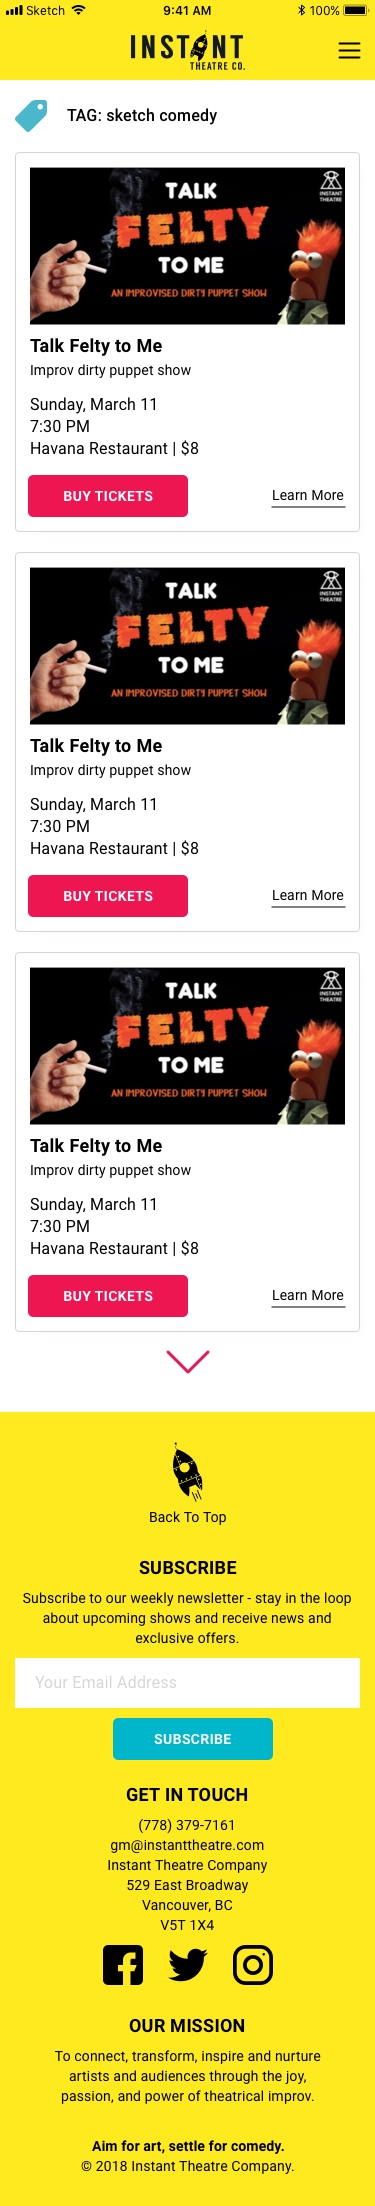 Sketch 9:41 AM 100%
INSTANT
THEATRE CO.
TAG: sketch comedy
TALK
FELTY
TO ME
AN IMPROVISED DIRTY PUPPET SHOW
INSTANT
THEATRE
Talk Felty to Me
Improv dirty puppet show
Sunday, March 11
7:30 PM
Havana Restaurant | $8
BUY TICKETS Learn More
TALK
FELTY
TO ME
AN IMPROVISED DIRTY PUPPET SHOW
INSTANT
THEATRE
Talk Felty to Me
Improv dirty puppet show
Sunday, March 11
7:30 PM
Havana Restaurant | $8
BUY TICKETS Learn More
TALK
FELTY
TO ME
AN IMPROVISED DIRTY PUPPET SHOW
INSTANT
THEATRE
Talk Felty to Me
Improv dirty puppet show
Sunday, March 11
7:30 PM
Havana Restaurant | $8
BUY TICKETS Learn More
Back To Top
SUBSCRIBE
Subscribe to our weekly newsletter - stay in the loop
about upcoming shows and receive news and
exclusive offers.
Your Email Address
SUBSCRIBE
GET IN TOUCH
(778) 379-7161
gm@instanttheatre.com
Instant Theatre Company
529 East Broadway
Vancouver, BC
V5T 1X4
OUR MISSION
To connect, transform, inspire and nurture
artists and audiences through the joy,
passion, and power of theatrical improv.
Aim for art, settle for comedy.
© 2018 Instant Theatre Company.